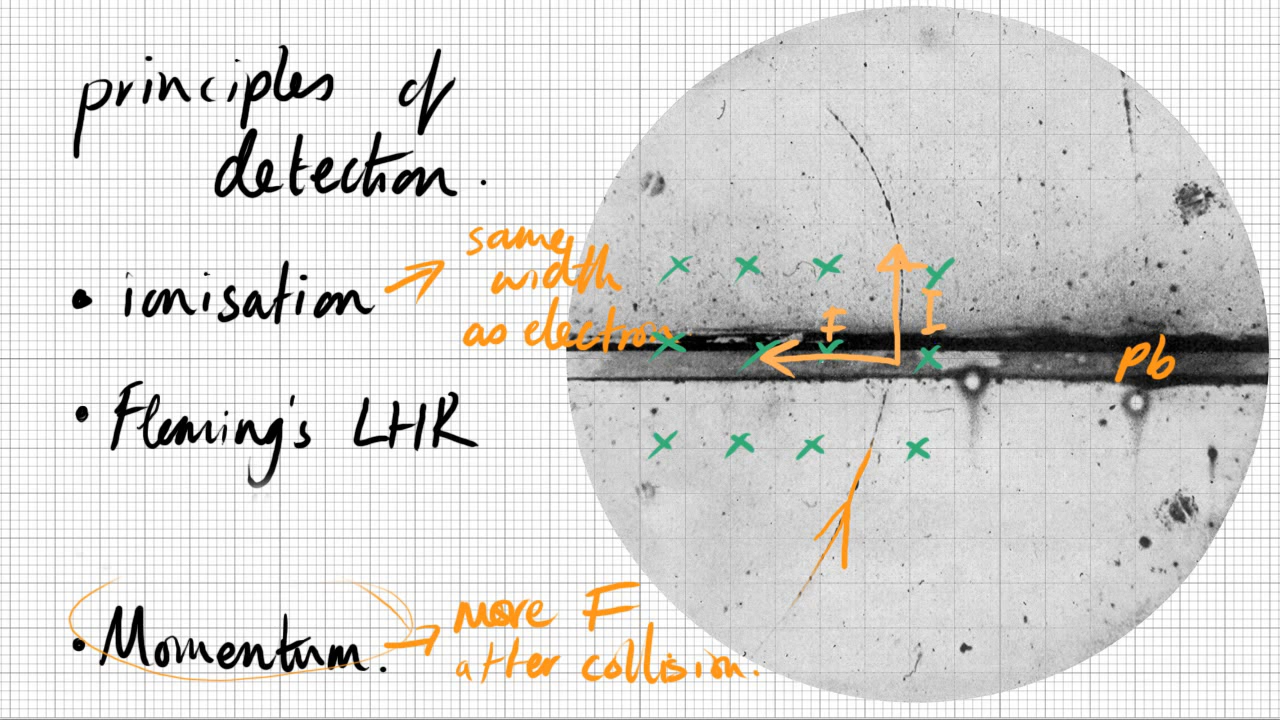 principles of
detection.
• ionisation
same
width
as electron
• Fleming's LHR
• Momentum.
more F
after collision.
F
I
Pb